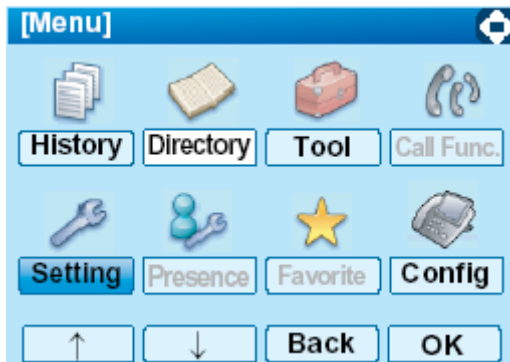 [Menu]
History Directory Tool Call Func.
Setting Presence Favorite Config
↑ ↓ Back OK